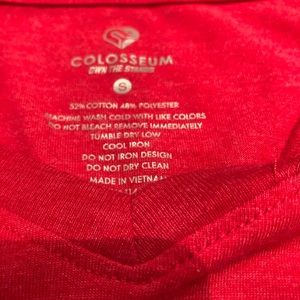 COLOSSEUM
OWN THE STANDS
S
52% COTTON 48% POLYESTER
MACHINE WASH COLD WITH LIKE COLORS
DO NOT BLEACH REMOVE IMMEDIATELY
TUMBLE DRY LOW
COOL IRON
DO NOT IRON DESIGN
DO NOT DRY CLEAN
MADE IN VIETNAM